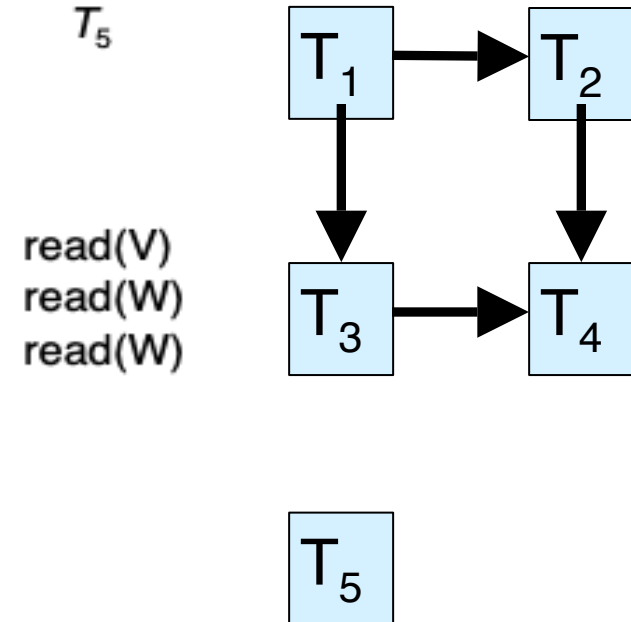 T₅
read(V)
read(W)
read(W)
T₁
T₂
T₃
T₄
T₅